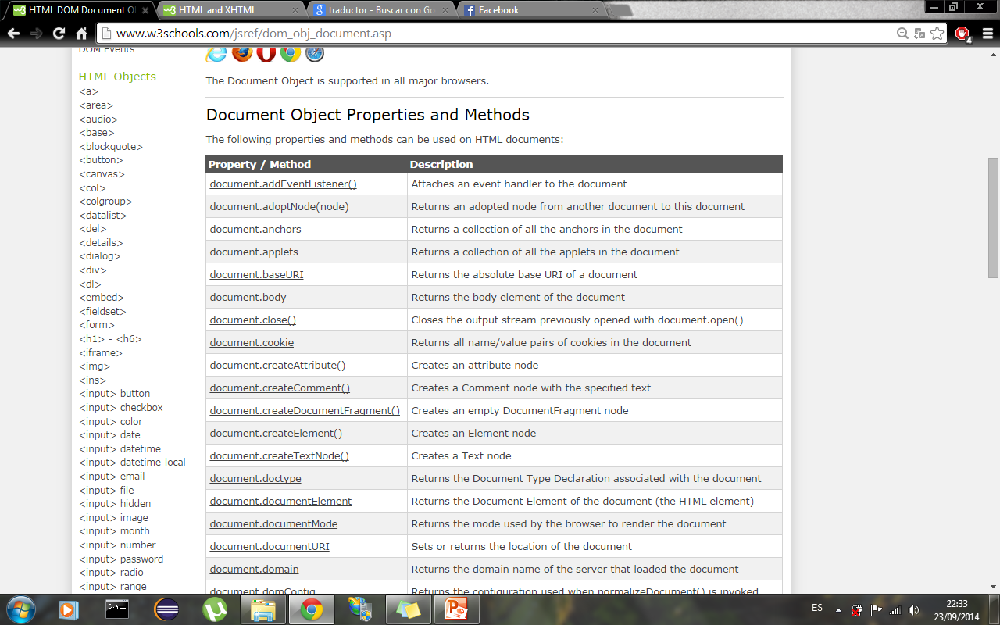 HTML DOM Document O
HTML and XHTML
traductor - Buscar con Go
Facebook
www.w3schools.com/jsref/dom_obj_document.asp
4
DOM Events
HTML Objects
<a>
<area>
<audio>
<base>
<blockquote>
<button>
<canvas>
<col>
<colgroup>
<datalist>
<del>
<details>
<dialog>
<div>
<dl>
<embed>
<fieldset>
<form>
<h1> - <h6>
<iframe>
<img>
<ins>
<input> button
<input> checkbox
<input> color
<input> date
<input> datetime
<input> datetime-local
<input> email
<input> file
<input> hidden
<input> image
<input> month
<input> number
<input> password
<input> radio
<input> range
The Document Object is supported in all major browsers.
Document Object Properties and Methods
The following properties and methods can be used on HTML documents:
Property / Method Description
document.addEventListener() Attaches an event handler to the document
document.adoptNode(node) Returns an adopted node from another document to this document
document.anchors Returns a collection of all the anchors in the document
document.applets Returns a collection of all the applets in the document
document.baseURI Returns the absolute base URI of a document
document.body Returns the body element of the document
document.close() Closes the output stream previously opened with document.open()
document.cookie Returns all name/value pairs of cookies in the document
document.createAttribute() Creates an attribute node
document.createComment() Creates a Comment node with the specified text
document.createDocumentFragment() Creates an empty DocumentFragment node
document.createElement() Creates an Element node
document.createTextNode() Creates a Text node
document.doctype Returns the Document Type Declaration associated with the document
document.documentElement Returns the Document Element of the document (the HTML element)
document.documentMode Returns the mode used by the browser to render the document
document.documentURI Sets or returns the location of the document
document.domain Returns the domain name of the server that loaded the document
document.domConfig Returns the configuration used when normalizeDocument() is invoked
ES
22:33
23/09/2014